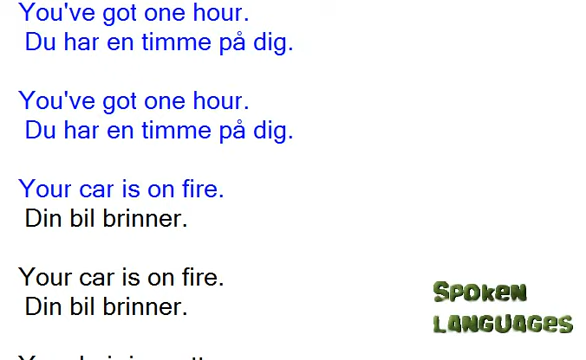 You've got one hour.
Du har en timme på dig.
You've got one hour.
Du har en timme på dig.
Your car is on fire.
Din bil brinner.
Your car is on fire.
Din bil brinner.
SPOKEN
LANGUAGES